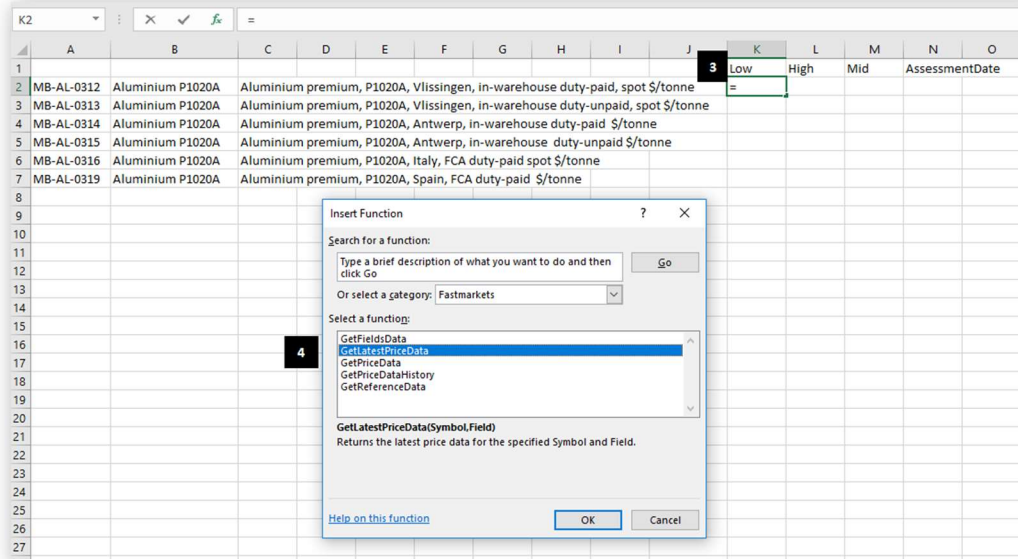 K2 fx =
A B C D E F G H I J K L M N O
1 3 Low High Mid AssessmentDate
2 MB-AL-0312 Aluminium P1020A Aluminium premium, P1020A, Vlissingen, in-warehouse duty-paid, spot $/tonne =
3 MB-AL-0313 Aluminium P1020A Aluminium premium, P1020A, Vlissingen, in-warehouse duty-unpaid, spot $/tonne
4 MB-AL-0314 Aluminium P1020A Aluminium premium, P1020A, Antwerp, in-warehouse duty-paid $/tonne
5 MB-AL-0315 Aluminium P1020A Aluminium premium, P1020A, Antwerp, in-warehouse duty-unpaid $/tonne
6 MB-AL-0316 Aluminium P1020A Aluminium premium, P1020A, Italy, FCA duty-paid spot $/tonne
7 MB-AL-0319 Aluminium P1020A Aluminium premium, P1020A, Spain, FCA duty-paid $/tonne
8
9
10
11
12
13
14
15
16
17
18
19
20
21
22
23
24
25
26
27
Insert Function ? X
Search for a function:
Type a brief description of what you want to do and then
click Go
Go
Or select a category: Fastmarkets
Select a function:
4
GetFieldsData
GetLatestPriceData
GetPriceData
GetPriceDataHistory
GetReferenceData
GetLatestPriceData(Symbol,Field)
Returns the latest price data for the specified Symbol and Field.
Help on this function OK Cancel